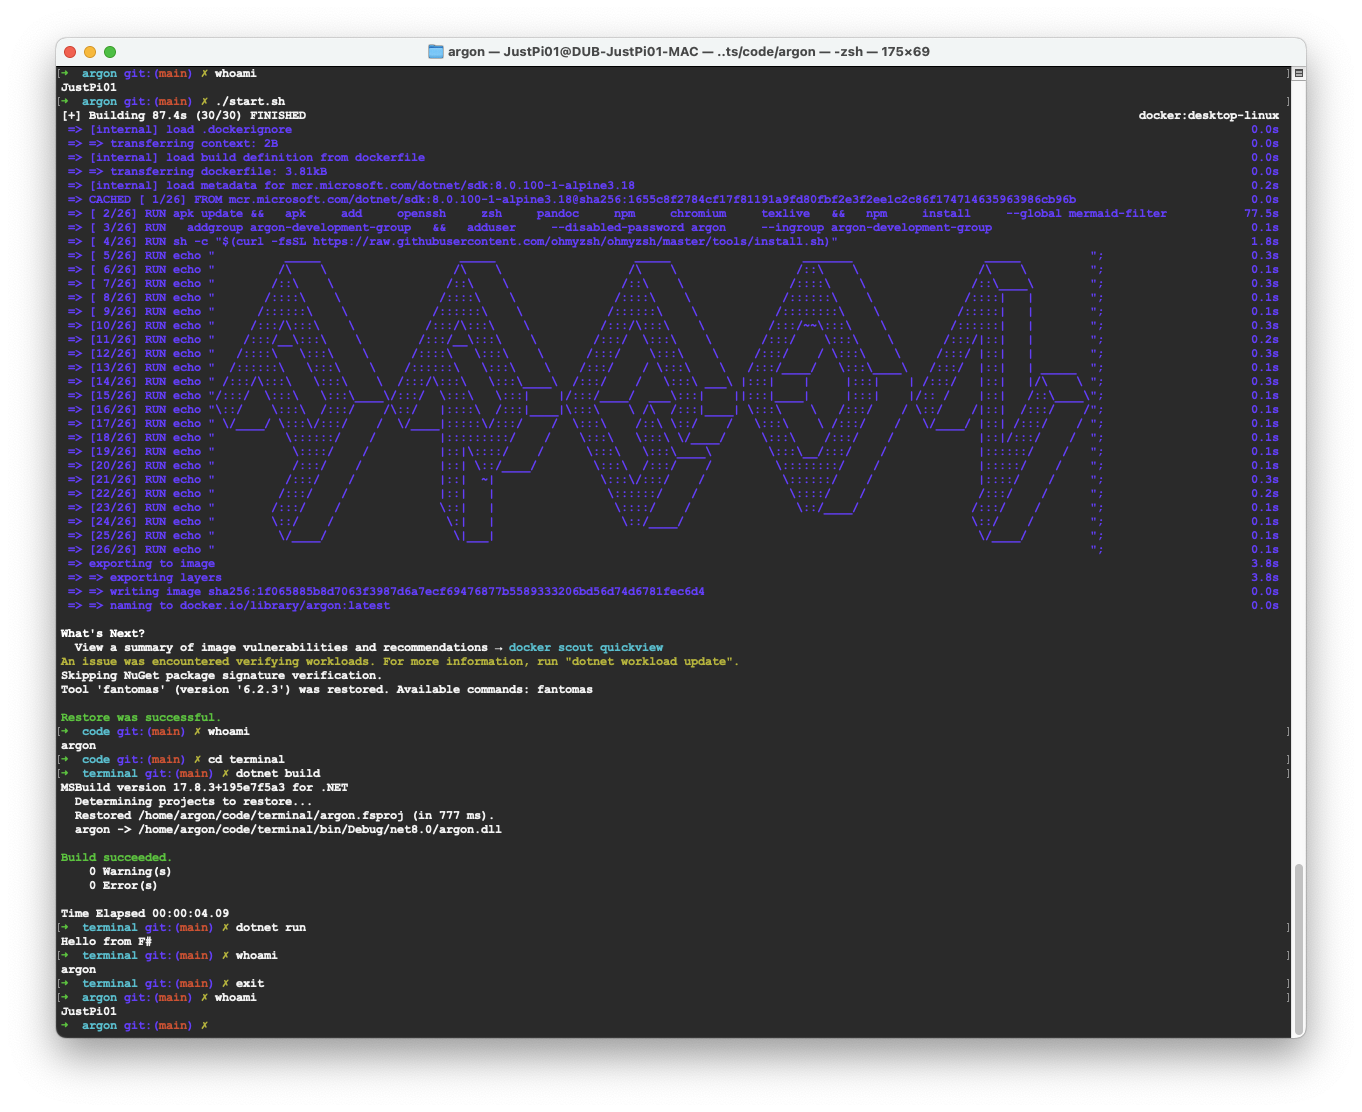 argon — JustPi01@DUB-JustPi01-MAC — ..ts/code/argon — -zsh — 175×69
[➜  argon git:(main) ✗ whoami ]
JustPi01
[➜  argon git:(main) ✗ ./start.sh ]
[+] Building 87.4s (30/30) FINISHED docker:desktop-linux
=> [internal] load .dockerignore 0.0s
=> => transferring context: 2B 0.0s
=> [internal] load build definition from dockerfile 0.0s
=> => transferring dockerfile: 3.81kB 0.0s
=> [internal] load metadata for mcr.microsoft.com/dotnet/sdk:8.0.100-1-alpine3.18 0.2s
=> CACHED [ 1/26] FROM mcr.microsoft.com/dotnet/sdk:8.0.100-1-alpine3.18@sha256:1655c8f2784cf17f81191a9fd80fbf2e3f2ee1c2c86f174714635963986cb96b 0.0s
=> [ 2/26] RUN apk update && apk add openssh zsh pandoc npm chromium texlive && npm install --global mermaid-filter 77.5s
=> [ 3/26] RUN addgroup argon-development-group && adduser --disabled-password argon --ingroup argon-development-group 0.1s
=> [ 4/26] RUN sh -c "$(curl -fsSL https://raw.githubusercontent.com/ohmyzsh/ohmyzsh/master/tools/install.sh)" 1.8s
=> [ 5/26] RUN echo " "; 0.3s
=> [ 6/26] RUN echo " "; 0.1s
=> [ 7/26] RUN echo " "; 0.3s
=> [ 8/26] RUN echo " "; 0.1s
=> [ 9/26] RUN echo " "; 0.1s
=> [10/26] RUN echo " "; 0.3s
=> [11/26] RUN echo " "; 0.2s
=> [12/26] RUN echo " "; 0.3s
=> [13/26] RUN echo " "; 0.1s
=> [14/26] RUN echo " "; 0.3s
=> [15/26] RUN echo " "; 0.1s
=> [16/26] RUN echo " "; 0.1s
=> [17/26] RUN echo " "; 0.1s
=> [18/26] RUN echo " "; 0.1s
=> [19/26] RUN echo " "; 0.1s
=> [20/26] RUN echo " "; 0.1s
=> [21/26] RUN echo " "; 0.3s
=> [22/26] RUN echo " "; 0.2s
=> [23/26] RUN echo " "; 0.1s
=> [24/26] RUN echo " "; 0.1s
=> [25/26] RUN echo " "; 0.1s
=> [26/26] RUN echo " "; 0.1s
=> exporting to image 3.8s
=> => exporting layers 3.8s
=> => writing image sha256:1f065885b8d7063f3987d6a7ecf69476877b5589333206bd56d74d6781fec6d4 0.0s
=> => naming to docker.io/library/argon:latest 0.0s
What's Next?
View a summary of image vulnerabilities and recommendations → docker scout quickview
An issue was encountered verifying workloads. For more information, run "dotnet workload update".
Skipping NuGet package signature verification.
Tool 'fantomas' (version '6.2.3') was restored. Available commands: fantomas
Restore was successful.
[➜  code git:(main) ✗ whoami ]
argon
[➜  code git:(main) ✗ cd terminal
[➜  terminal git:(main) ✗ dotnet build ]
MSBuild version 17.8.3+195e7f5a3 for .NET
Determining projects to restore...
Restored /home/argon/code/terminal/argon.fsproj (in 777 ms).
argon -> /home/argon/code/terminal/bin/Debug/net8.0/argon.dll
Build succeeded.
0 Warning(s)
0 Error(s)
Time Elapsed 00:00:04.09
[➜  terminal git:(main) ✗ dotnet run ]
Hello from F#
[➜  terminal git:(main) ✗ whoami ]
argon
[➜  terminal git:(main) ✗ exit ]
[➜  argon git:(main) ✗ whoami ]
JustPi01
➜  argon git:(main) ✗